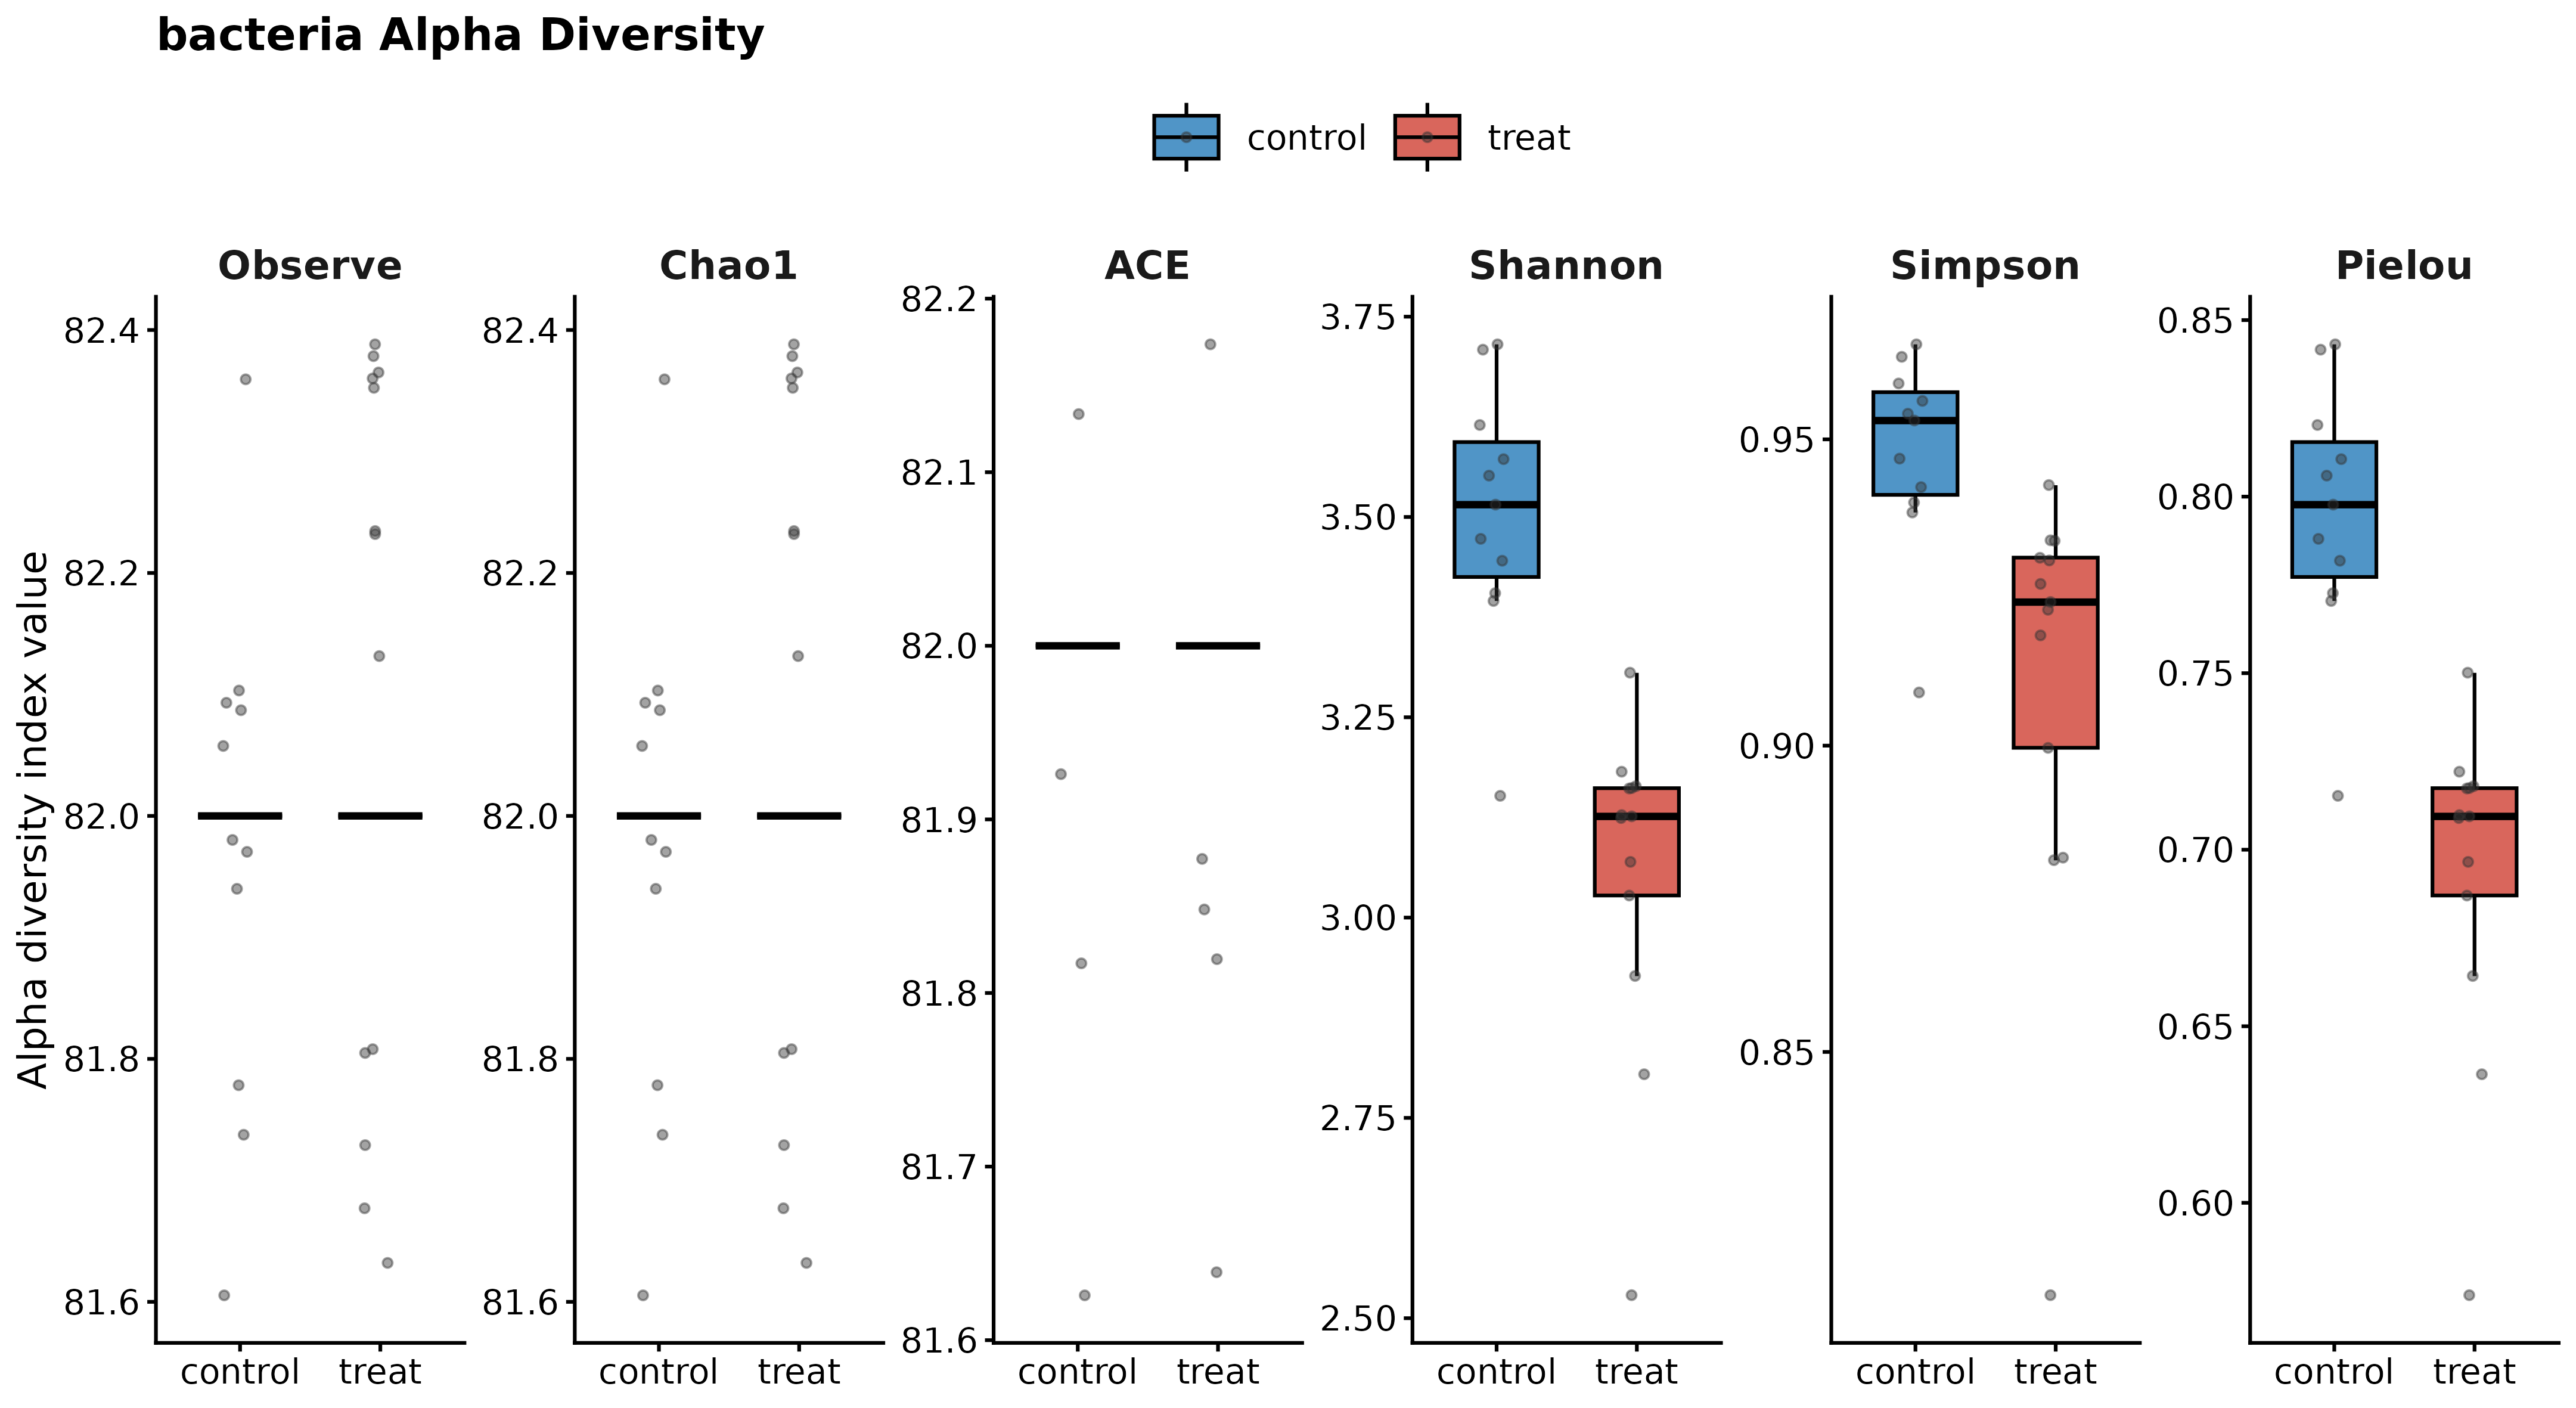 bacteria Alpha Diversity
control
treat
Observe
Chao1
ACE
Shannon
Simpson
Pielou
Alpha diversity index value
82.4
82.2
82.0
81.8
81.6
control
treat
82.4
82.2
82.0
81.8
81.6
control
treat
82.2
82.1
82.0
81.9
81.8
81.7
81.6
control
treat
3.75
3.50
3.25
3.00
2.75
2.50
control
treat
0.95
0.90
0.85
control
treat
0.85
0.80
0.75
0.70
0.65
0.60
control
treat